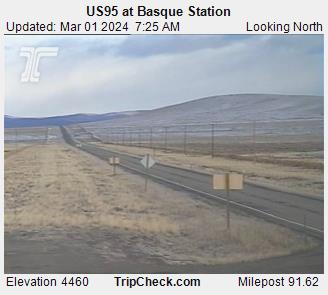 US95 at Basque Station
Updated: Mar 01 2024 7:25 AM Looking North
Elevation 4460 TripCheck.com Milepost 91.62